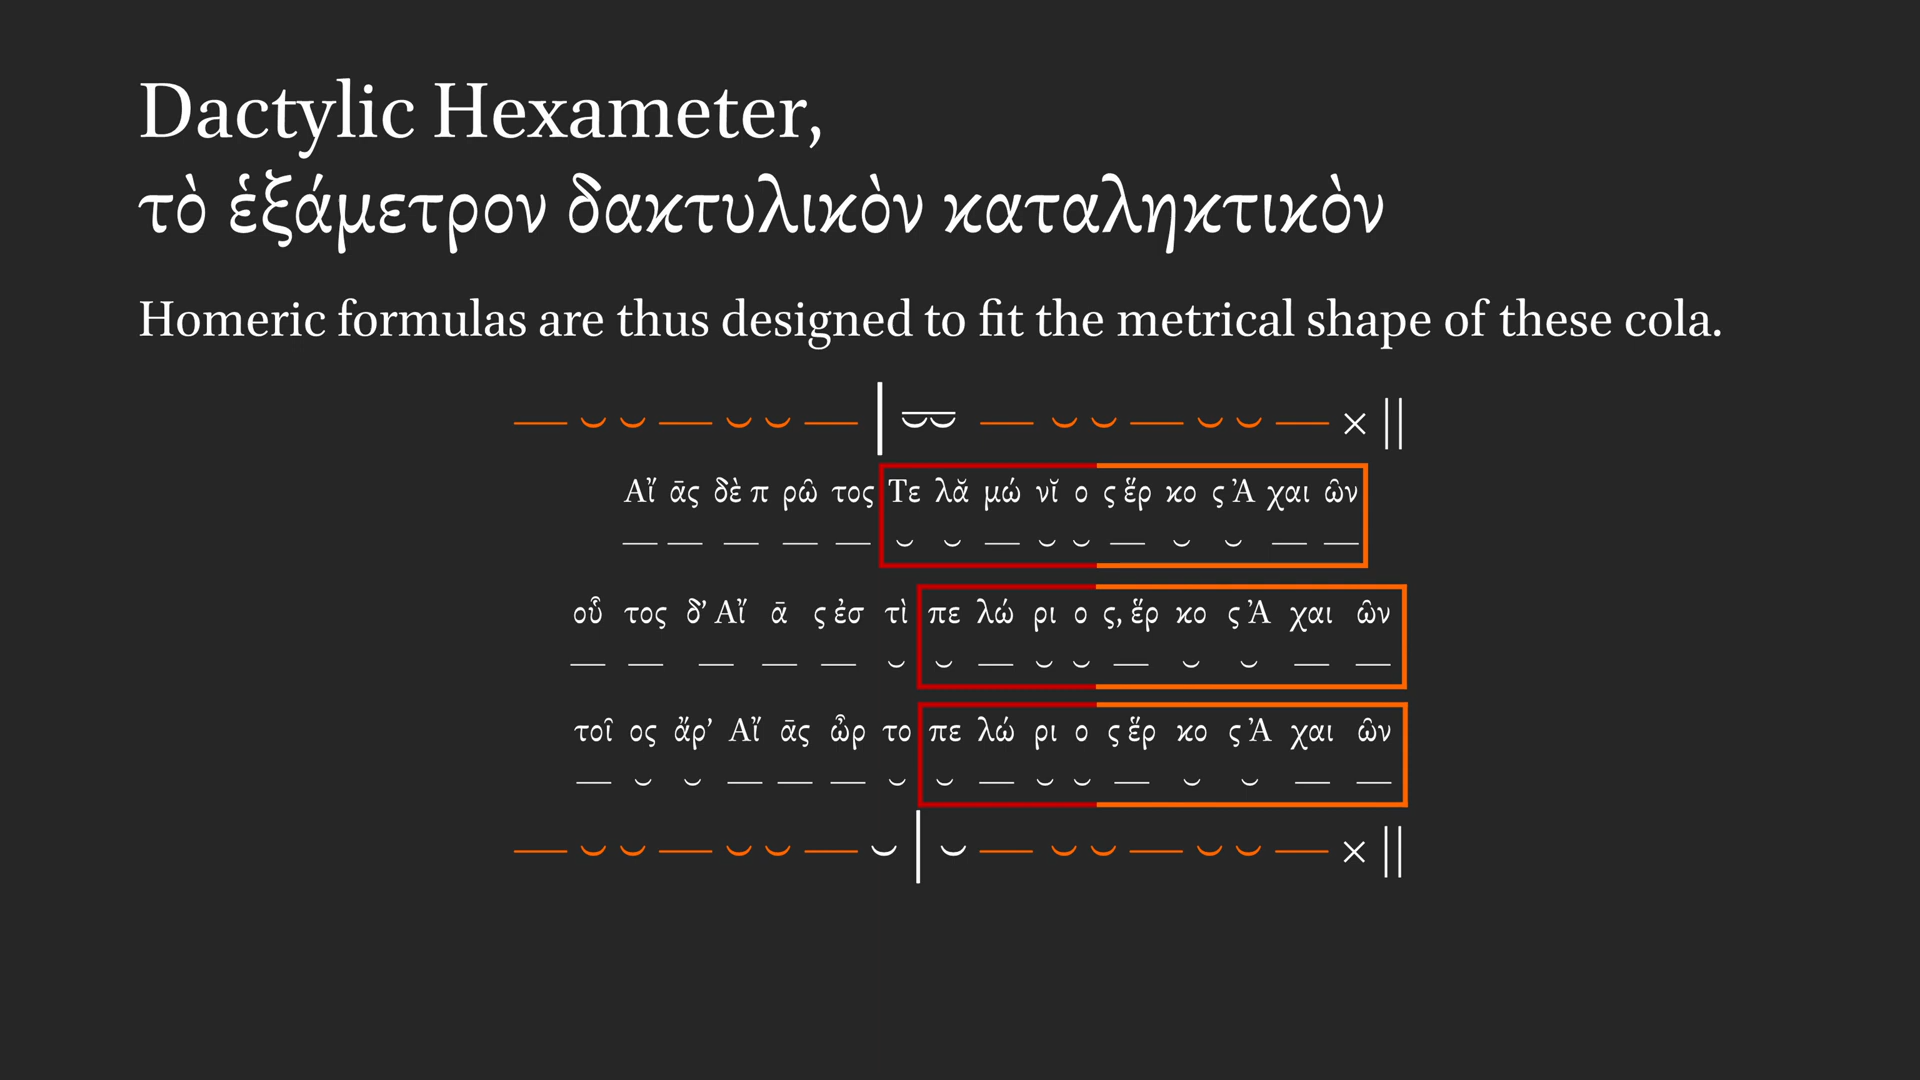 Dactylic Hexameter,
τὸ ἑξάμετρον δακτυλικὸν καταληκτικὸν
Homeric formulas are thus designed to fit the metrical shape of these cola.
— ⏑ ⏑ — ⏑ ⏑ — | ⏔ — ⏑ ⏑ — ⏑ ⏑ — × ||
Αἴ̆ ᾱς δὲ π ρῶ τος Τε λᾰ μώ νῐ ο ς ἕρ κο ς Ἀ χαι ῶν
— — — — — ⏑ ⏑ — ⏑ ⏑ — ⏑ ⏑ — —
οὗ τος δ’ Αἴ̆ ᾱ ς ἐσ τὶ πε λώ ρι ο ς, ἕρ κο ς Ἀ χαι ῶν
— — — — — ⏑ ⏑ — ⏑ ⏑ — ⏑ ⏑ — —
τοῖ ος ἄρ’ Αἴ̆ ᾱς ὦρ το πε λώ ρι ο ς ἕρ κο ς Ἀ χαι ῶν
— ⏑ ⏑ — — — ⏑ ⏑ — ⏑ ⏑ — ⏑ ⏑ — —
— ⏑ ⏑ — ⏑ ⏑ — ⏑ | ⏑ — ⏑ ⏑ — ⏑ ⏑ — × ||